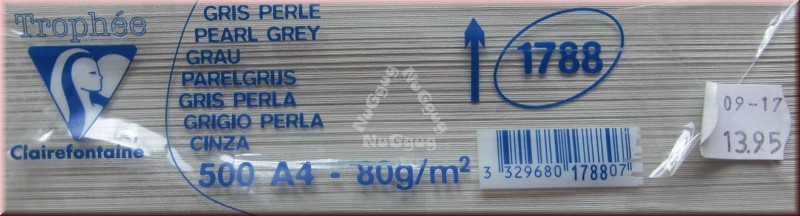 Trophée
Clairefontaine
GRIS PERLE
PEARL GREY
GRAU
PARELGRIJS
GRIS PERLA
GRIGIO PERLA
CINZA
500 A4 - 80g/m²
1788
3 329680 178807
09-17
13.95
NuGgug
NuGgug
NuGgug